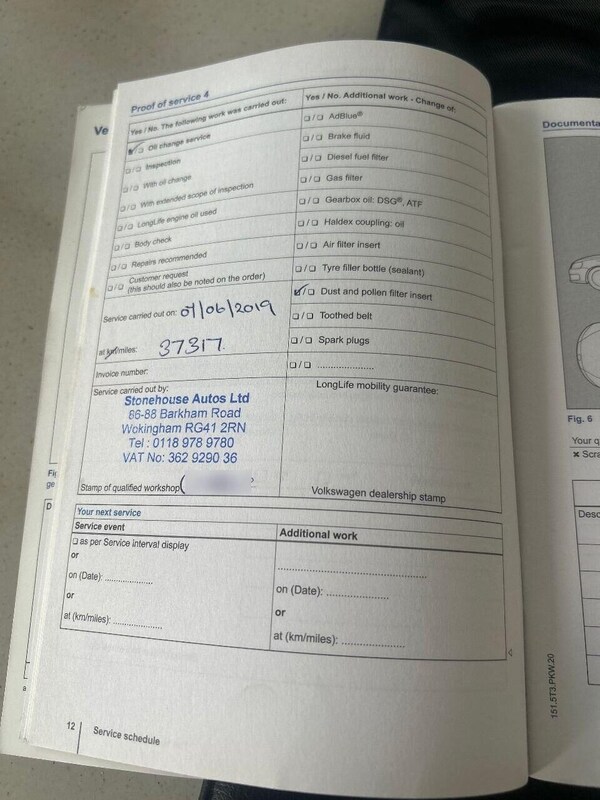 Proof of service 4
Yes / No. The following work was carried out:
☑/☐ Oil change service
☐/☐ Inspection
☐/☐ With oil change
☐/☐ With extended scope of inspection
☐/☐ LongLife engine oil used
☐/☐ Body check
☐/☐ Repairs recommended
☐/☐ Customer request
(this should also be noted on the order)
Service carried out on: 07/06/2019
at km/miles: 37317.
Invoice number:
Service carried out by:
Stonehouse Autos Ltd
86-88 Barkham Road
Wokingham RG41 2RN
Tel : 0118 978 9780
VAT No: 362 9290 36
Stamp of qualified workshop
Yes / No. Additional work - Change of:
☐/☐ AdBlue®
☐/☐ Brake fluid
☐/☐ Diesel fuel filter
☐/☐ Gas filter
☐/☐ Gearbox oil: DSG®, ATF
☐/☐ Haldex coupling: oil
☐/☐ Air filter insert
☐/☐ Tyre filler bottle (sealant)
☑/☐ Dust and pollen filter insert
☐/☐ Toothed belt
☐/☐ Spark plugs
☐/☐ ......................
LongLife mobility guarantee:
Volkswagen dealership stamp
Your next service
Service event
☐ as per Service Interval display
or
on (Date): ..................
or
at (km/miles): ..................
Additional work
..........................................
on (Date): ..................
or
at (km/miles): ..................
12
Service schedule
Ve
Fig
ge
D
Documenta
Fig. 6
Your q
× Scra
Desc
151.5T3.PKW.20